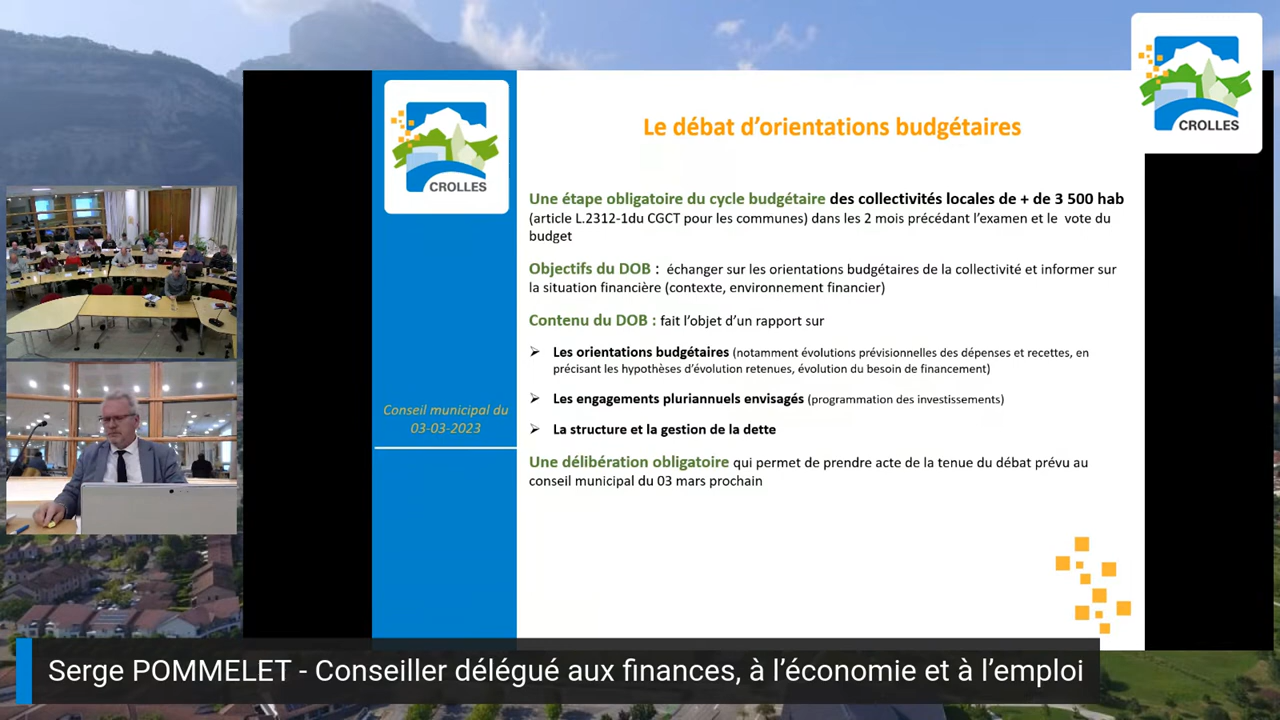 CROLLES
CROLLES
Le débat d’orientations budgétaires
Une étape obligatoire du cycle budgétaire des collectivités locales de + de 3 500 hab
(article L.2312-1du CGCT pour les communes) dans les 2 mois précédant l’examen et le vote du
budget
Objectifs du DOB : échanger sur les orientations budgétaires de la collectivité et informer sur
la situation financière (contexte, environnement financier)
Contenu du DOB : fait l’objet d’un rapport sur
➢ Les orientations budgétaires (notamment évolutions prévisionnelles des dépenses et recettes, en
précisant les hypothèses d’évolution retenues, évolution du besoin de financement)
➢ Les engagements pluriannuels envisagés (programmation des investissements)
➢ La structure et la gestion de la dette
Une délibération obligatoire qui permet de prendre acte de la tenue du débat prévu au
conseil municipal du 03 mars prochain
Conseil municipal du
03-03-2023
Serge POMMELET - Conseiller délégué aux finances, à l’économie et à l’emploi